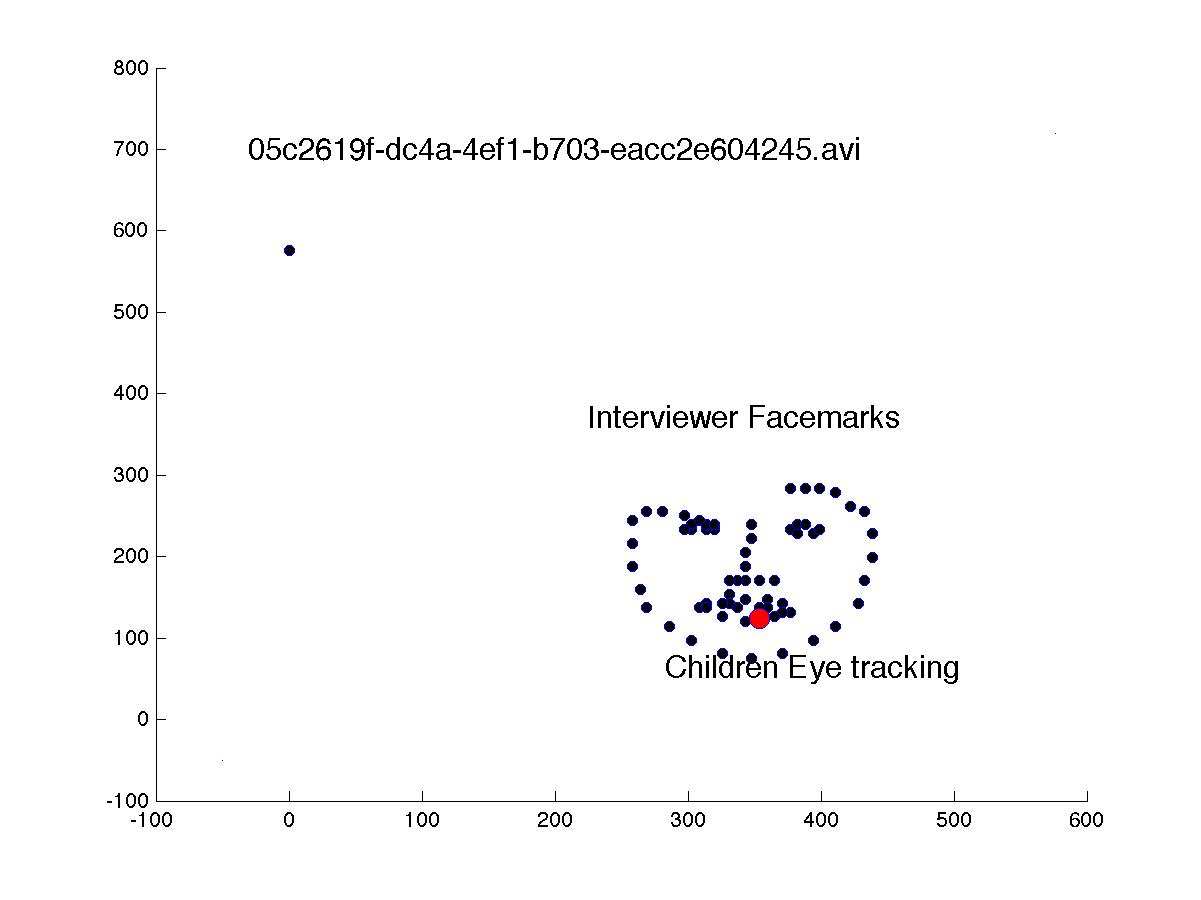 800
700
05c2619f-dc4a-4ef1-b703-eacc2e604245.avi
600
500
400
Interviewer Facemarks
300
200
100
Children Eye tracking
0
-100
-100 0 100 200 300 400 500 600